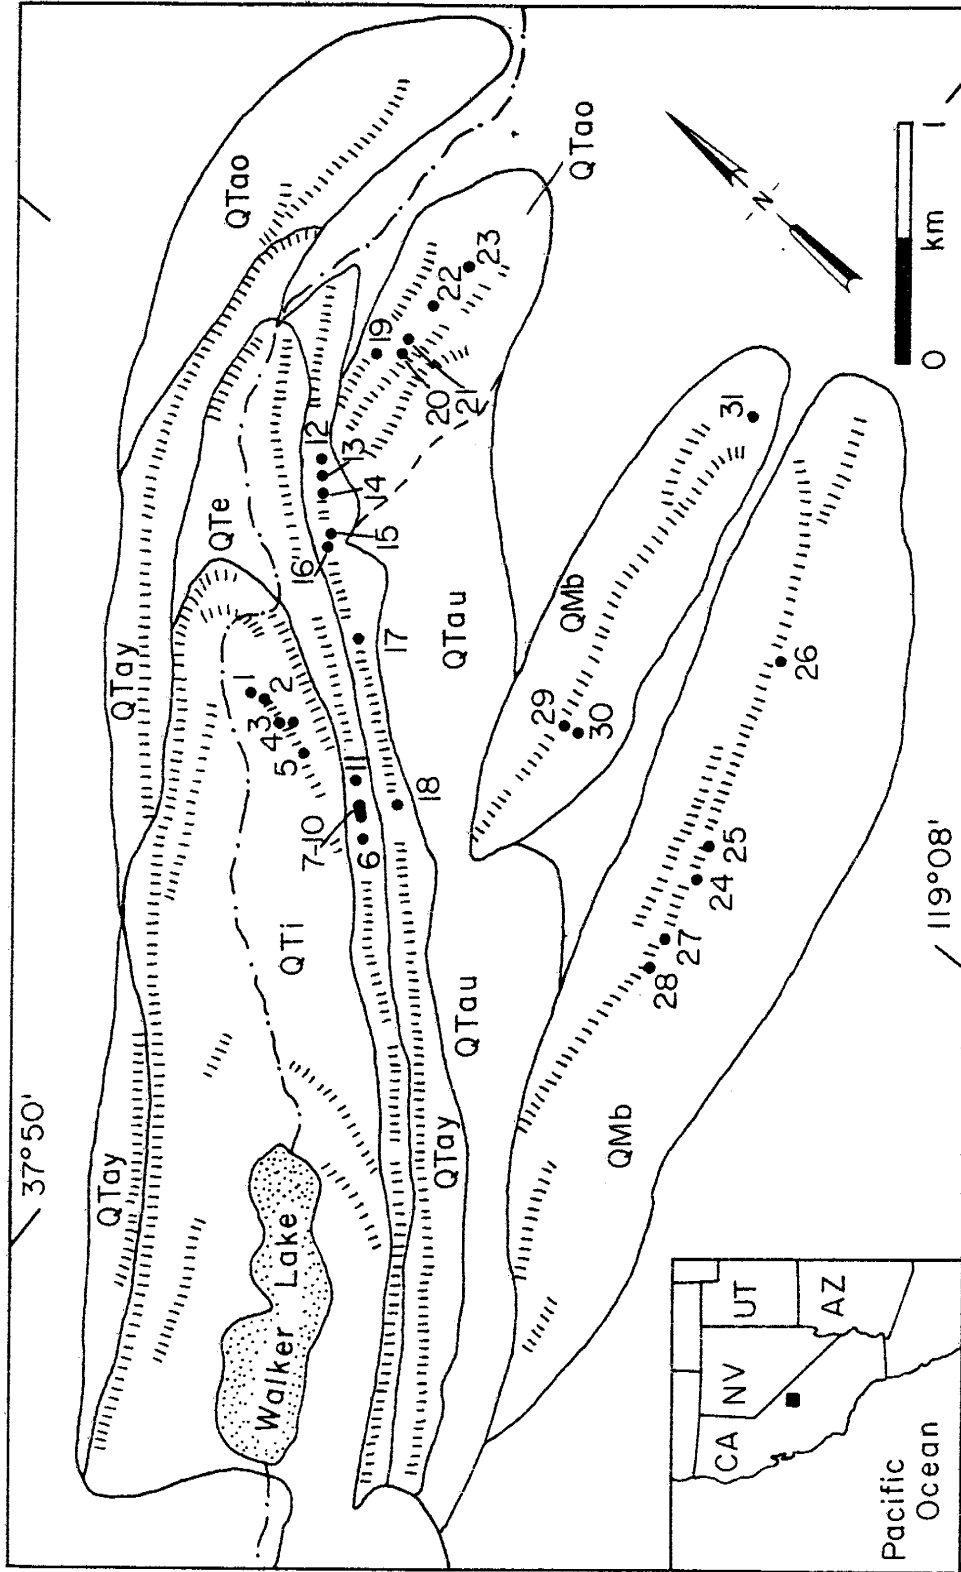 37°50'
QTay
QTay
QTao
QTe
QTi
Walker Lake
1
2
3
4
5
6
7-10
11
12
13
14
15
16
17
18
19
20
21
22
23
QTao
QTau
QTau
QTay
QMb
29
30
31
QMb
24
25
26
27
28
N
0
km
1
119°08'
CA
NV
UT
AZ
Pacific
Ocean